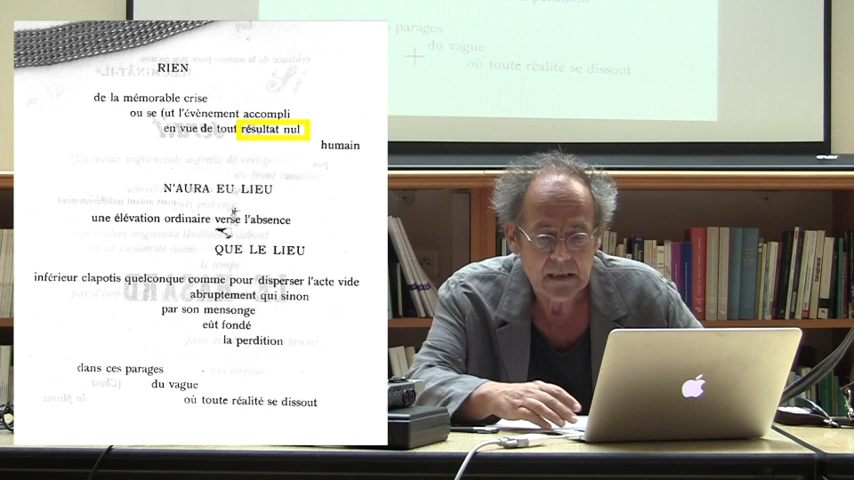 RIEN
de la mémorable crise
ou se fut l'évènement accompli
en vue de tout résultat nul
humain
N'AURA EU LIEU
une élévation ordinaire verse l'absence
QUE LE LIEU
inférieur clapotis quelconque comme pour disperser l'acte vide
abruptement qui sinon
par son mensonge
eût fondé
la perdition
dans ces parages
du vague
où toute réalité se dissout
parages
du vague
où toute réalité se dissout